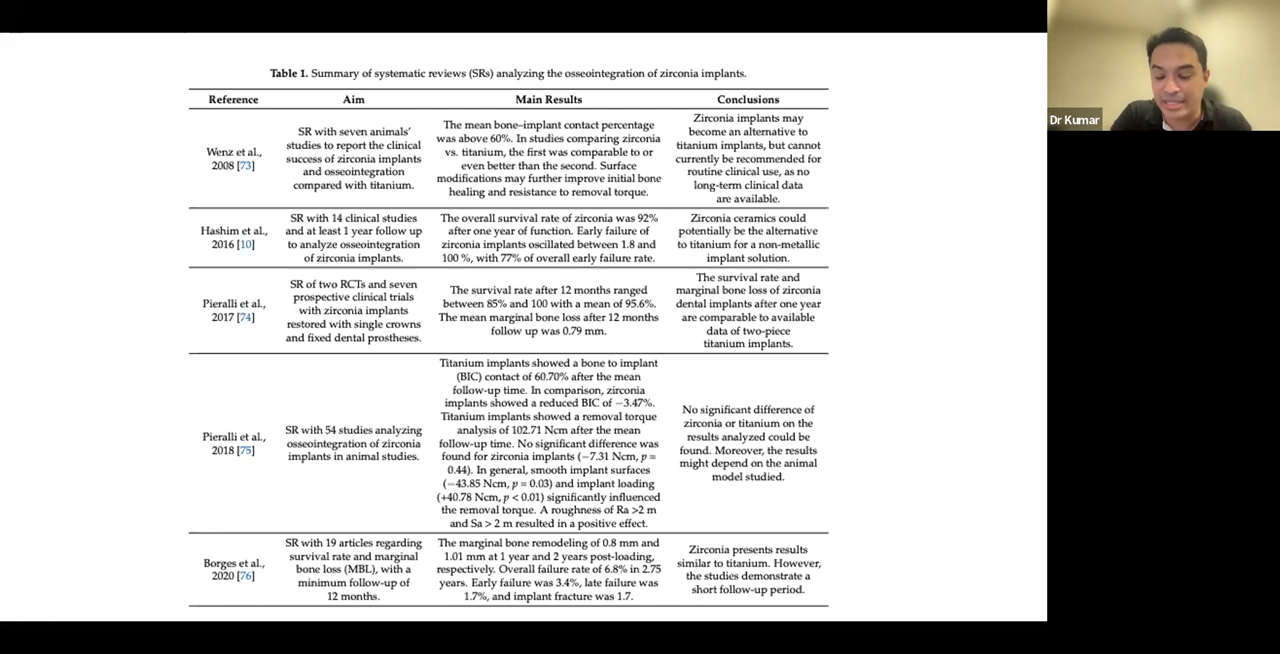 Table 1. Summary of systematic reviews (SRs) analyzing the osseointegration of zirconia implants.
Reference Aim Main Results Conclusions
Wenz et al.,
2008 [73]
SR with seven animals'
studies to report the clinical
success of zirconia implants
and osseointegration
compared with titanium.
The mean bone–implant contact percentage
was above 60%. In studies comparing zirconia
vs. titanium, the first was comparable to or
even better than the second. Surface
modifications may further improve initial bone
healing and resistance to removal torque.
Zirconia implants may
become an alternative to
titanium implants, but cannot
currently be recommended for
routine clinical use, as no
long-term clinical data
are available.
Hashim et al.,
2016 [10]
SR with 14 clinical studies
and at least 1 year follow up
to analyze osseointegration
of zirconia implants.
The overall survival rate of zirconia was 92%
after one year of function. Early failure of
zirconia implants oscillated between 1.8 and
100 %, with 77% of overall early failure rate.
Zirconia ceramics could
potentially be the alternative
to titanium for a non-metallic
implant solution.
Pieralli et al.,
2017 [74]
SR of two RCTs and seven
prospective clinical trials
with zirconia implants
restored with single crowns
and fixed dental prostheses.
The survival rate after 12 months ranged
between 85% and 100 with a mean of 95.6%.
The mean marginal bone loss after 12 months
follow up was 0.79 mm.
The survival rate and
marginal bone loss of zirconia
dental implants after one year
are comparable to available
data of two-piece
titanium implants.
Pieralli et al.,
2018 [75]
SR with 54 studies analyzing
osseointegration of zirconia
implants in animal studies.
Titanium implants showed a bone to implant
(BIC) contact of 60.70% after the mean
follow-up time. In comparison, zirconia
implants showed a reduced BIC of −3.47%.
Titanium implants showed a removal torque
analysis of 102.71 Ncm after the mean
follow-up time. No significant difference was
found for zirconia implants (−7.31 Ncm, p =
0.44). In general, smooth implant surfaces
(−43.85 Ncm, p = 0.03) and implant loading
(+40.78 Ncm, p < 0.01) significantly influenced
the removal torque. A roughness of Ra >2 m
and Sa > 2 m resulted in a positive effect.
No significant difference of
zirconia or titanium on the
results analyzed could be
found. Moreover, the results
might depend on the animal
model studied.
Borges et al.,
2020 [76]
SR with 19 articles regarding
survival rate and marginal
bone loss (MBL), with a
minimum follow-up of
12 months.
The marginal bone remodeling of 0.8 mm and
1.01 mm at 1 year and 2 years post-loading,
respectively. Overall failure rate of 6.8% in 2.75
years. Early failure was 3.4%, late failure was
1.7%, and implant fracture was 1.7.
Zirconia presents results
similar to titanium. However,
the studies demonstrate a
short follow-up period.
Dr Kumar